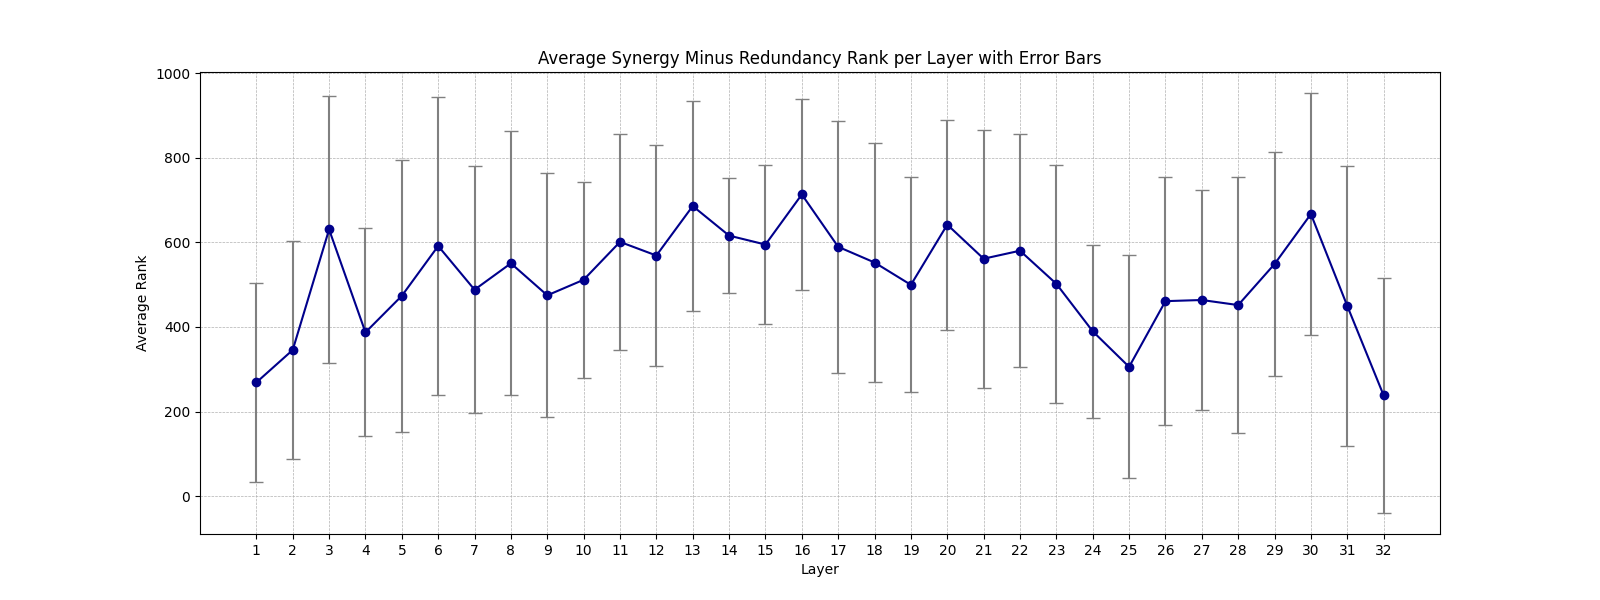 Average Synergy Minus Redundancy Rank per Layer with Error Bars
1000
800
600
400
200
0
Average Rank
1 2 3 4 5 6 7 8 9 10 11 12 13 14 15 16 17 18 19 20 21 22 23 24 25 26 27 28 29 30 31 32
Layer